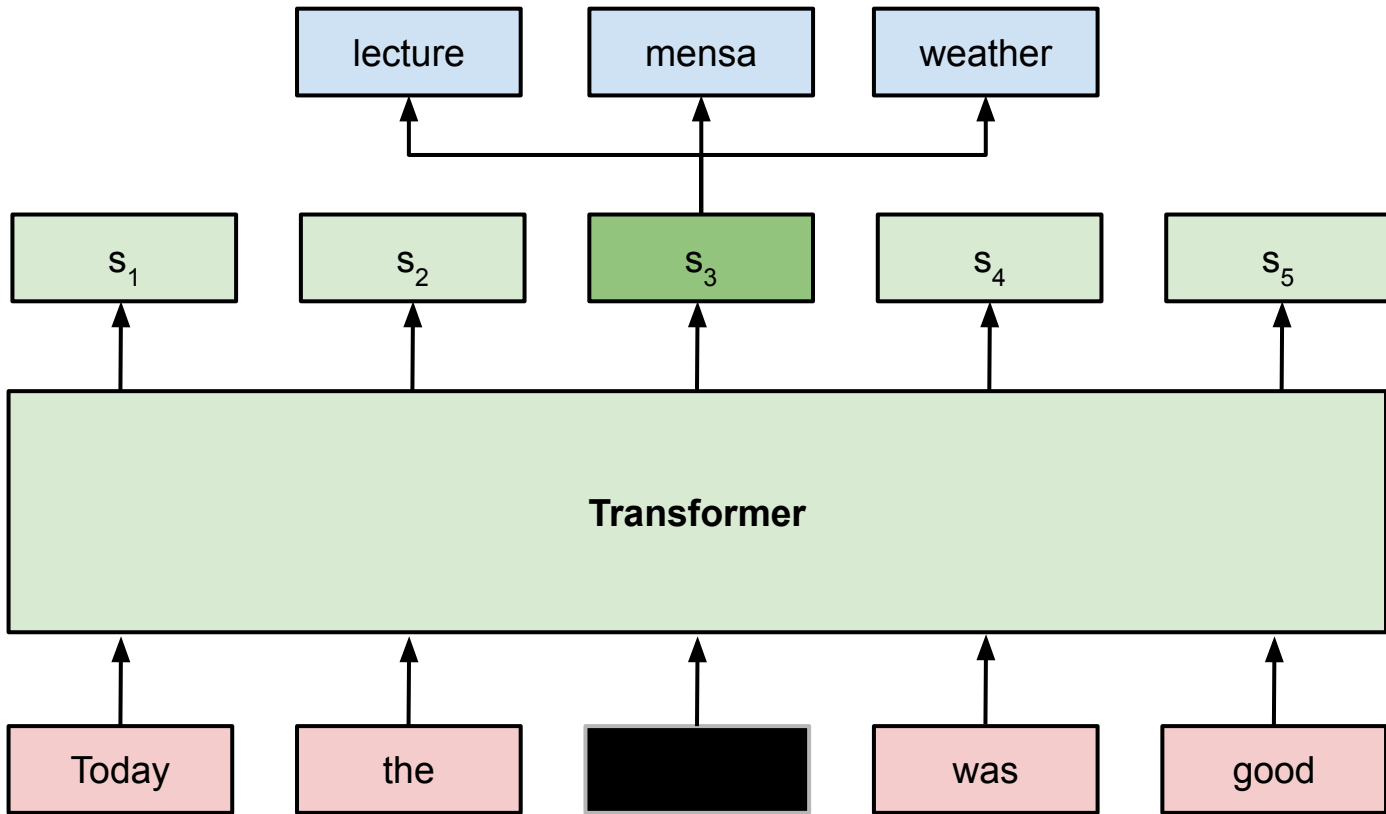 lecture mensa weather
s₁ s₂ s₃ s₄ s₅
Transformer
Today the was good